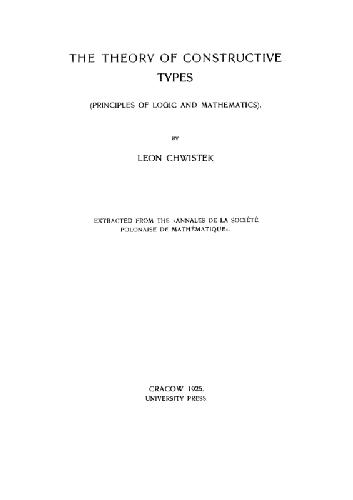 THE THEORY OF CONSTRUCTIVE
TYPES
(PRINCIPLES OF LOGIC AND MATHEMATICS).
BY
LEON CHWISTEK
EXTRACTED FROM THE «ANNALES DE LA SOCIÉTÉ
POLONAISE DE MATHÉMATIQUE».
CRACOW 1925.
UNIVERSITY PRESS